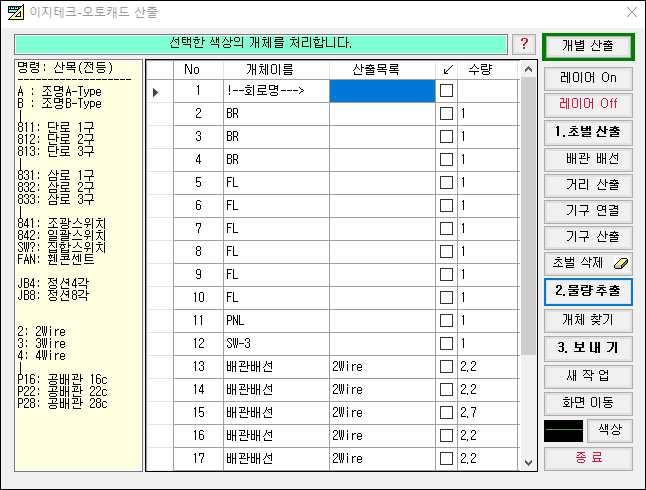 이지테크-오토캐드 산출
선택한 색상의 개체를 처리합니다.
?
개별 산출
명령: 산목(전등)
------------------
A : 조명A-Type
B : 조명B-Type
|
811: 단로 1구
812: 단로 2구
813: 단로 3구
|
831: 삼로 1구
832: 삼로 2구
833: 삼로 3구
|
841: 조광스위치
842: 일괄스위치
SW?: 집합스위치
FAN: 휀콘센트
JB4: 정션4각
JB8: 정션8각
2: 2Wire
3: 3Wire
4: 4Wire
|
P16: 공배관 16c
P22: 공배관 22c
P28: 공배관 28c
No 개체이름 산출목록 ↙ 수량
1 !--회로명--->
2 BR 1
3 BR 1
4 BR 1
5 FL 1
6 FL 1
7 FL 1
8 FL 1
9 FL 1
10 FL 1
11 PNL 1
12 SW-3 1
13 배관배선 2Wire 2,2
14 배관배선 2Wire 2,2
15 배관배선 2Wire 2,7
16 배관배선 2Wire 2,2
17 배관배선 2Wire 2,2
레이어 On
레이어 Off
1.초벌 산출
배관 배선
거리 산출
기구 연결
기구 산출
초벌 삭제
2.물량 추출
개체 찾기
3. 보 내 기
새 작 업
화면 이동
색상
종 료